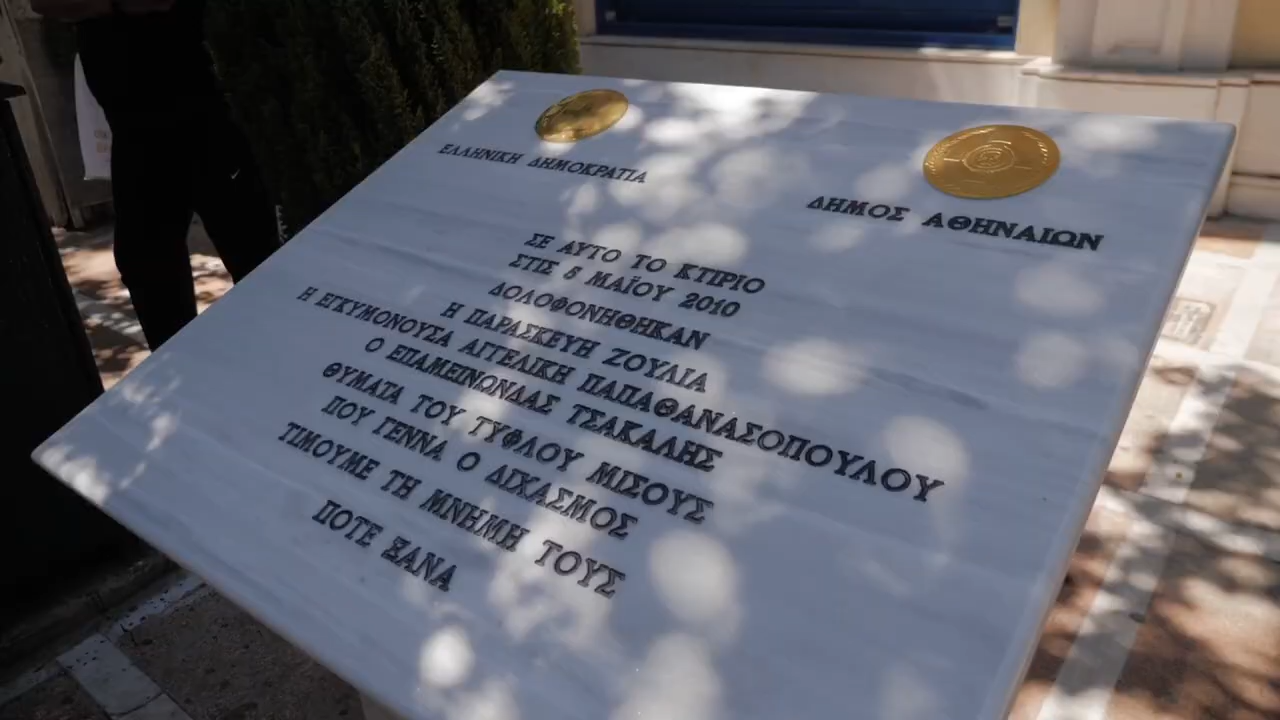 ΕΛΛΗΝΙΚΗ ΔΗΜΟΚΡΑΤΙΑ
ΔΗΜΟΣ ΑΘΗΝΑΙΩΝ
ΣΕ ΑΥΤΟ ΤΟ ΚΤΙΡΙΟ
ΣΤΙΣ 5 ΜΑΪΟΥ 2010
ΔΟΛΟΦΟΝΗΘΗΚΑΝ
Η ΠΑΡΑΣΚΕΥΗ ΖΟΥΛΙΑ
Η ΕΓΚΥΜΟΝΟΥΣΑ ΑΓΓΕΛΙΚΗ ΠΑΠΑΘΑΝΑΣΟΠΟΥΛΟΥ
Ο ΕΠΑΜΕΙΝΩΝΔΑΣ ΤΣΑΚΑΛΗΣ
ΘΥΜΑΤΑ ΤΟΥ ΤΥΦΛΟΥ ΜΙΣΟΥΣ
ΠΟΥ ΓΕΝΝΑ Ο ΔΙΧΑΣΜΟΣ
ΤΙΜΟΥΜΕ ΤΗ ΜΝΗΜΗ ΤΟΥΣ
ΠΟΤΕ ΞΑΝΑ